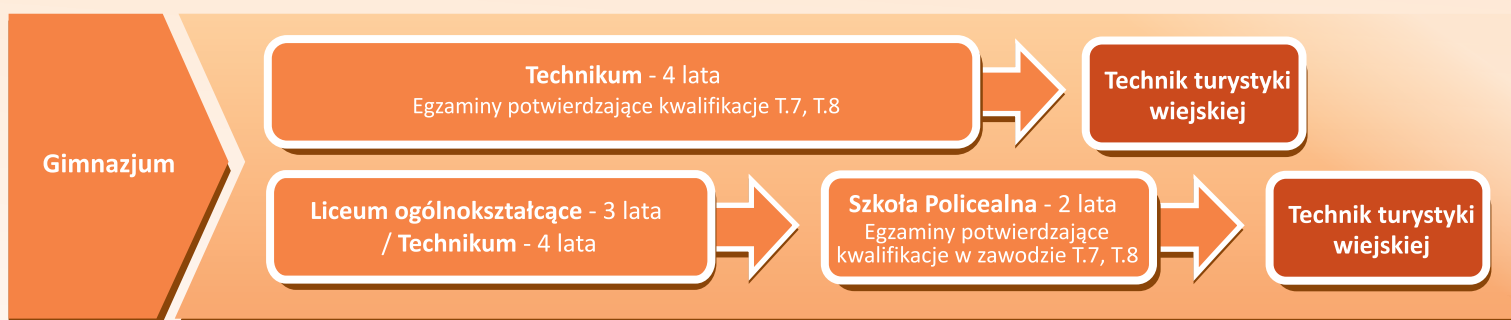 Gimnazjum
Technikum - 4 lata
Egzaminy potwierdzające kwalifikacje T.7, T.8
Technik turystyki
wiejskiej
Liceum ogólnokształcące - 3 lata
/ Technikum - 4 lata
Szkoła Policealna - 2 lata
Egzaminy potwierdzające
kwalifikacje w zawodzie T.7, T.8
Technik turystyki
wiejskiej